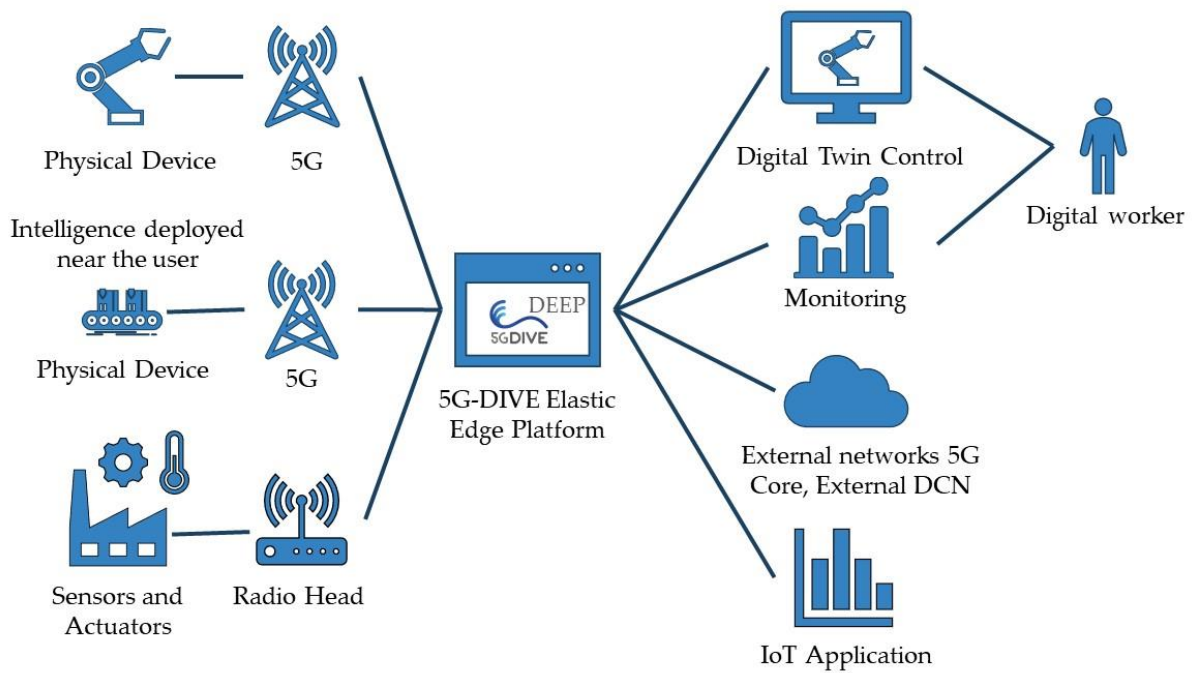 Physical Device
5G
Intelligence deployed
near the user
Physical Device
5G
Sensors and
Actuators
Radio Head
DEEP
5GDIVE
5G-DIVE Elastic
Edge Platform
Digital Twin Control
Monitoring
Digital worker
External networks 5G
Core, External DCN
IoT Application